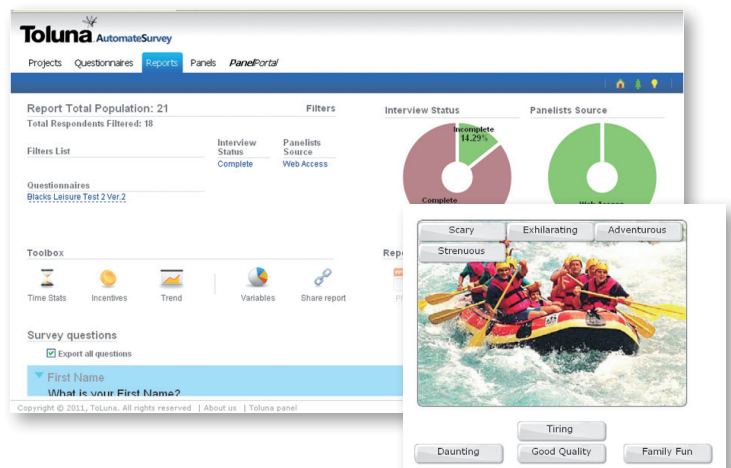 Toluna AutomateSurvey
Projects Questionnaires Reports Panels PanelPortal
Report Total Population: 21 Filters
Total Respondents Filtered: 18
Filters List
Interview Status
Complete
Panelists Source
Web Access
Questionnaires
Blacks Leisure Test 2 Ver.2
Interview Status
Incomplete
14.29%
Complete
Panelists Source
Web Access
Toolbox
Time Stats Incentives Trend Variables Share report
Survey questions
Export all questions
First Name
What is your First Name?
Copyright © 2011, ToLuna. All rights reserved | About us | Toluna panel
Scary Exhilarating Adventurous
Strenuous
Tiring
Daunting Good Quality Family Fun